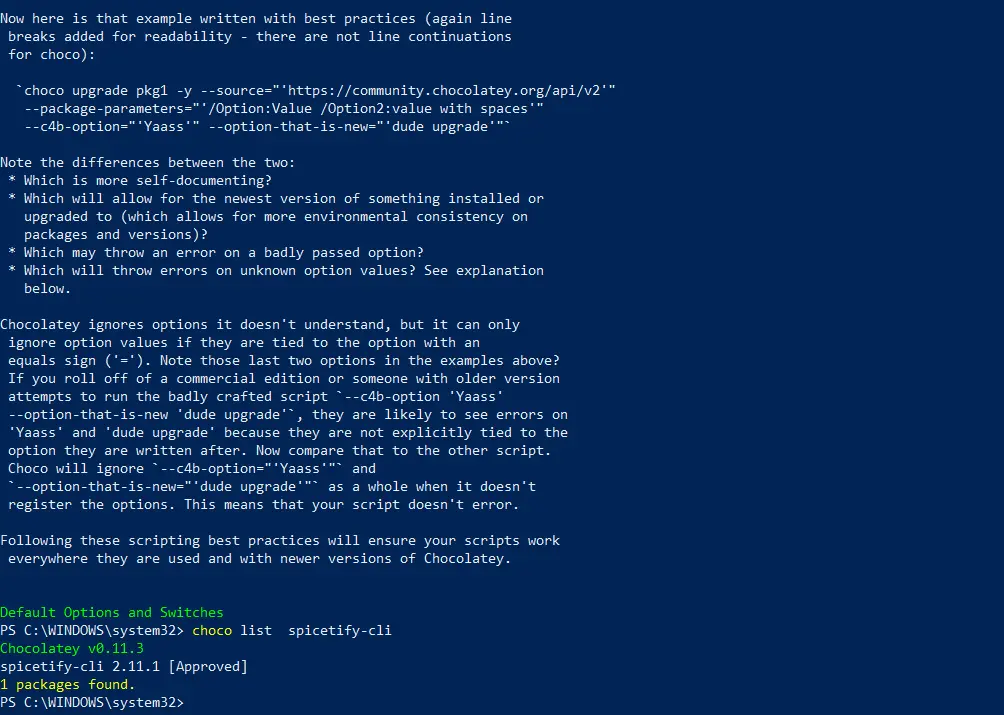 Now here is that example written with best practices (again line
breaks added for readability - there are not line continuations
for choco):
`choco upgrade pkg1 -y --source="'https://community.chocolatey.org/api/v2'"
--package-parameters="'/Option:Value /Option2:value with spaces'"
--c4b-option="'Yaass'" --option-that-is-new="'dude upgrade'"`
Note the differences between the two:
* Which is more self-documenting?
* Which will allow for the newest version of something installed or
upgraded to (which allows for more environmental consistency on
packages and versions)?
* Which may throw an error on a badly passed option?
* Which will throw errors on unknown option values? See explanation
below.
Chocolatey ignores options it doesn't understand, but it can only
ignore option values if they are tied to the option with an
equals sign ('='). Note those last two options in the examples above?
If you roll off of a commercial edition or someone with older version
attempts to run the badly crafted script `--c4b-option 'Yaass'
--option-that-is-new 'dude upgrade'`, they are likely to see errors on
'Yaass' and 'dude upgrade' because they are not explicitly tied to the
option they are written after. Now compare that to the other script.
Choco will ignore `--c4b-option="'Yaass'"` and
`--option-that-is-new="'dude upgrade'"` as a whole when it doesn't
register the options. This means that your script doesn't error.
Following these scripting best practices will ensure your scripts work
everywhere they are used and with newer versions of Chocolatey.
Default Options and Switches
PS C:\WINDOWS\system32> choco list  spicetify-cli
Chocolatey v0.11.3
spicetify-cli 2.11.1 [Approved]
1 packages found.
PS C:\WINDOWS\system32>